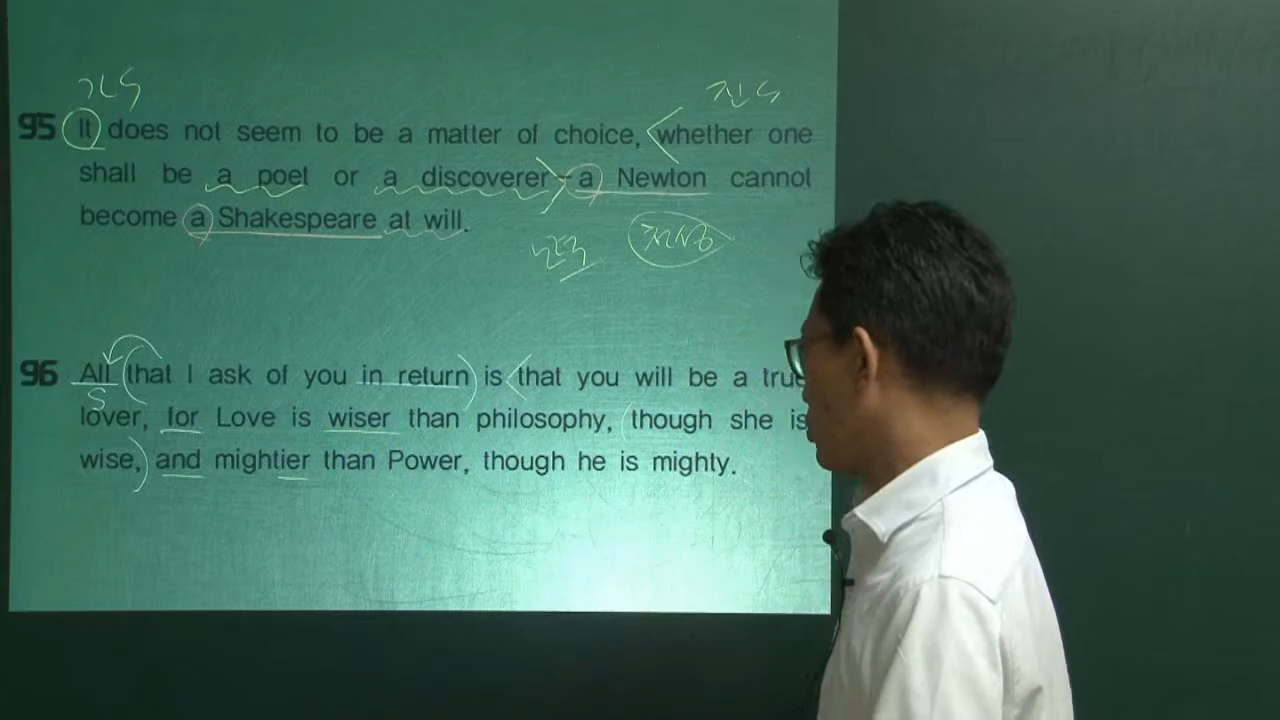 가주 진주
95 It does not seem to be a matter of choice, whether one
shall be a poet or a discoverer-a Newton cannot
become a Shakespeare at will.
96 All that I ask of you in return is that you will be a true
S
lover, for Love is wiser than philosophy, though she is
wise, and mightier than Power, though he is mighty.